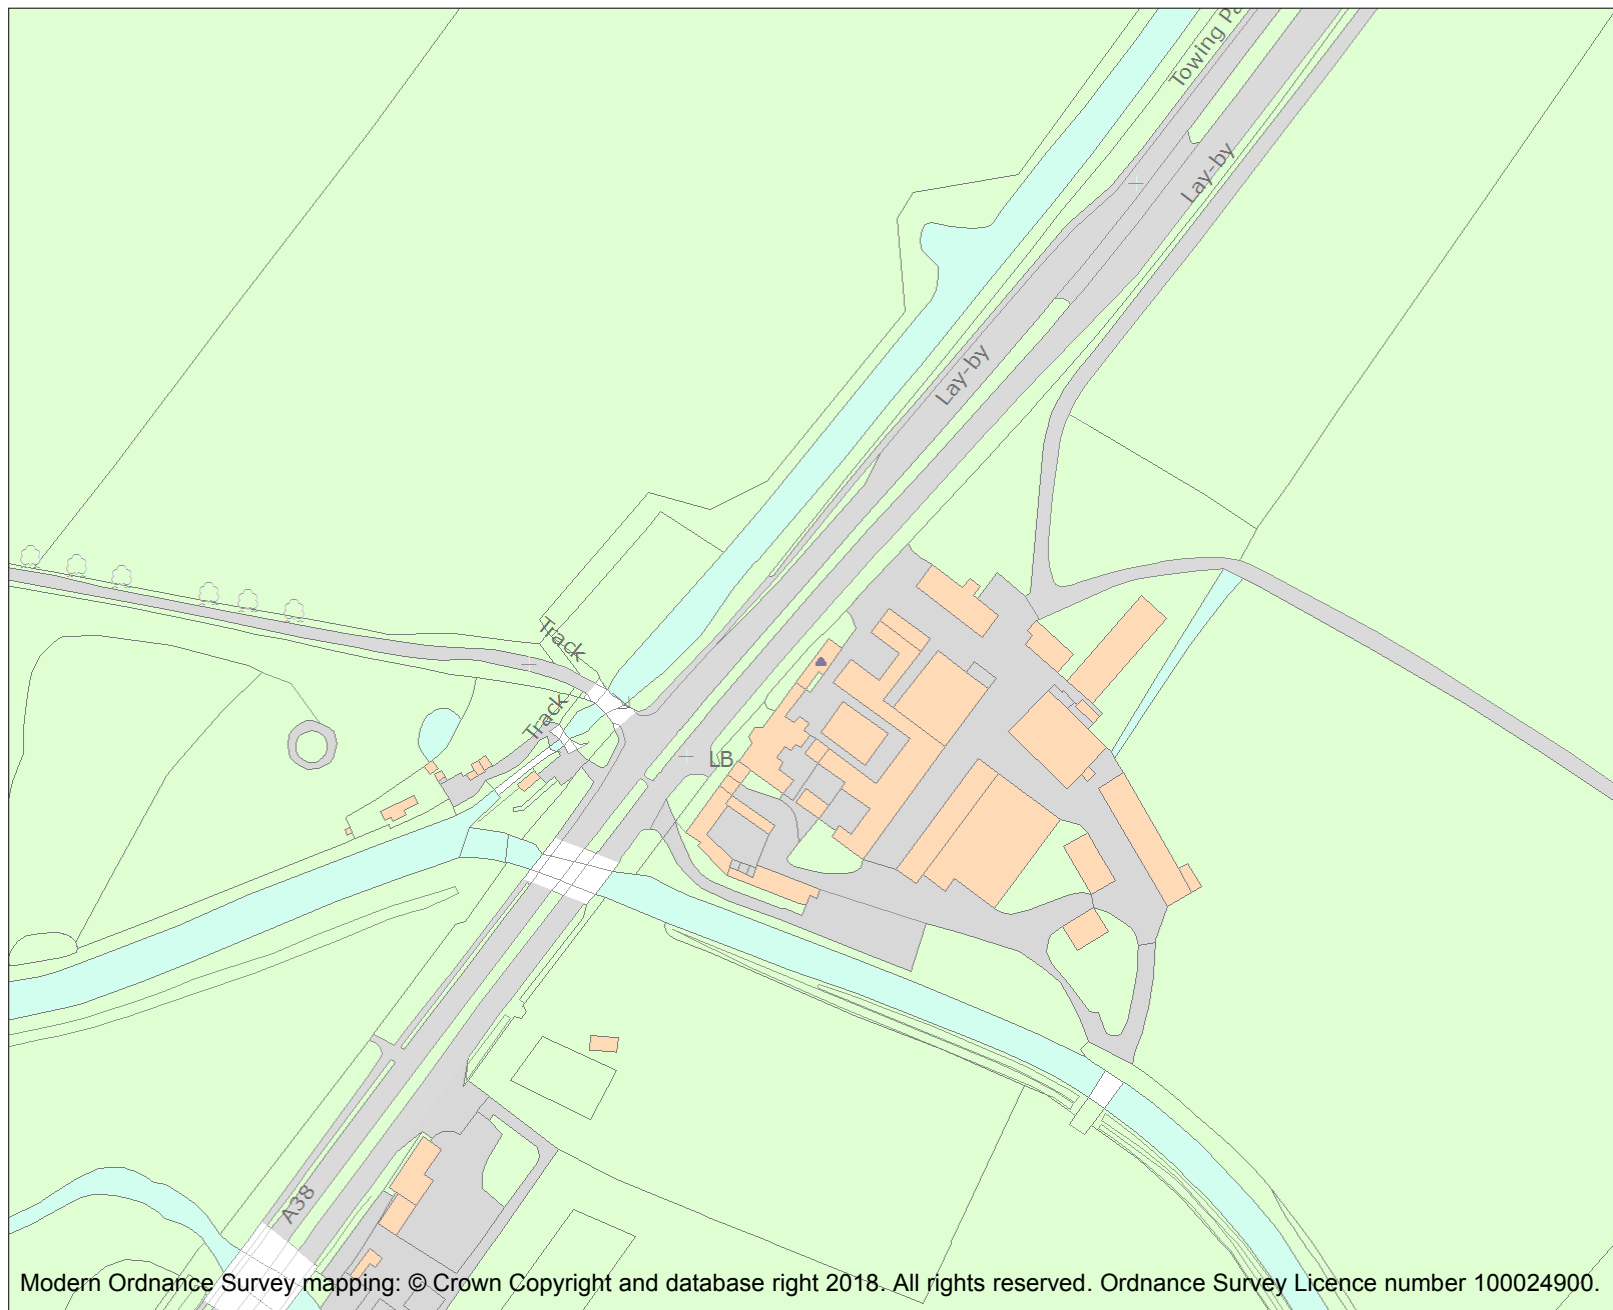 Towing Pa
Lay-by
Lay-by
Track
Track
LB
A38
Modern Ordnance Survey mapping: © Crown Copyright and database right 2018. All rights reserved. Ordnance Survey Licence number 100024900.